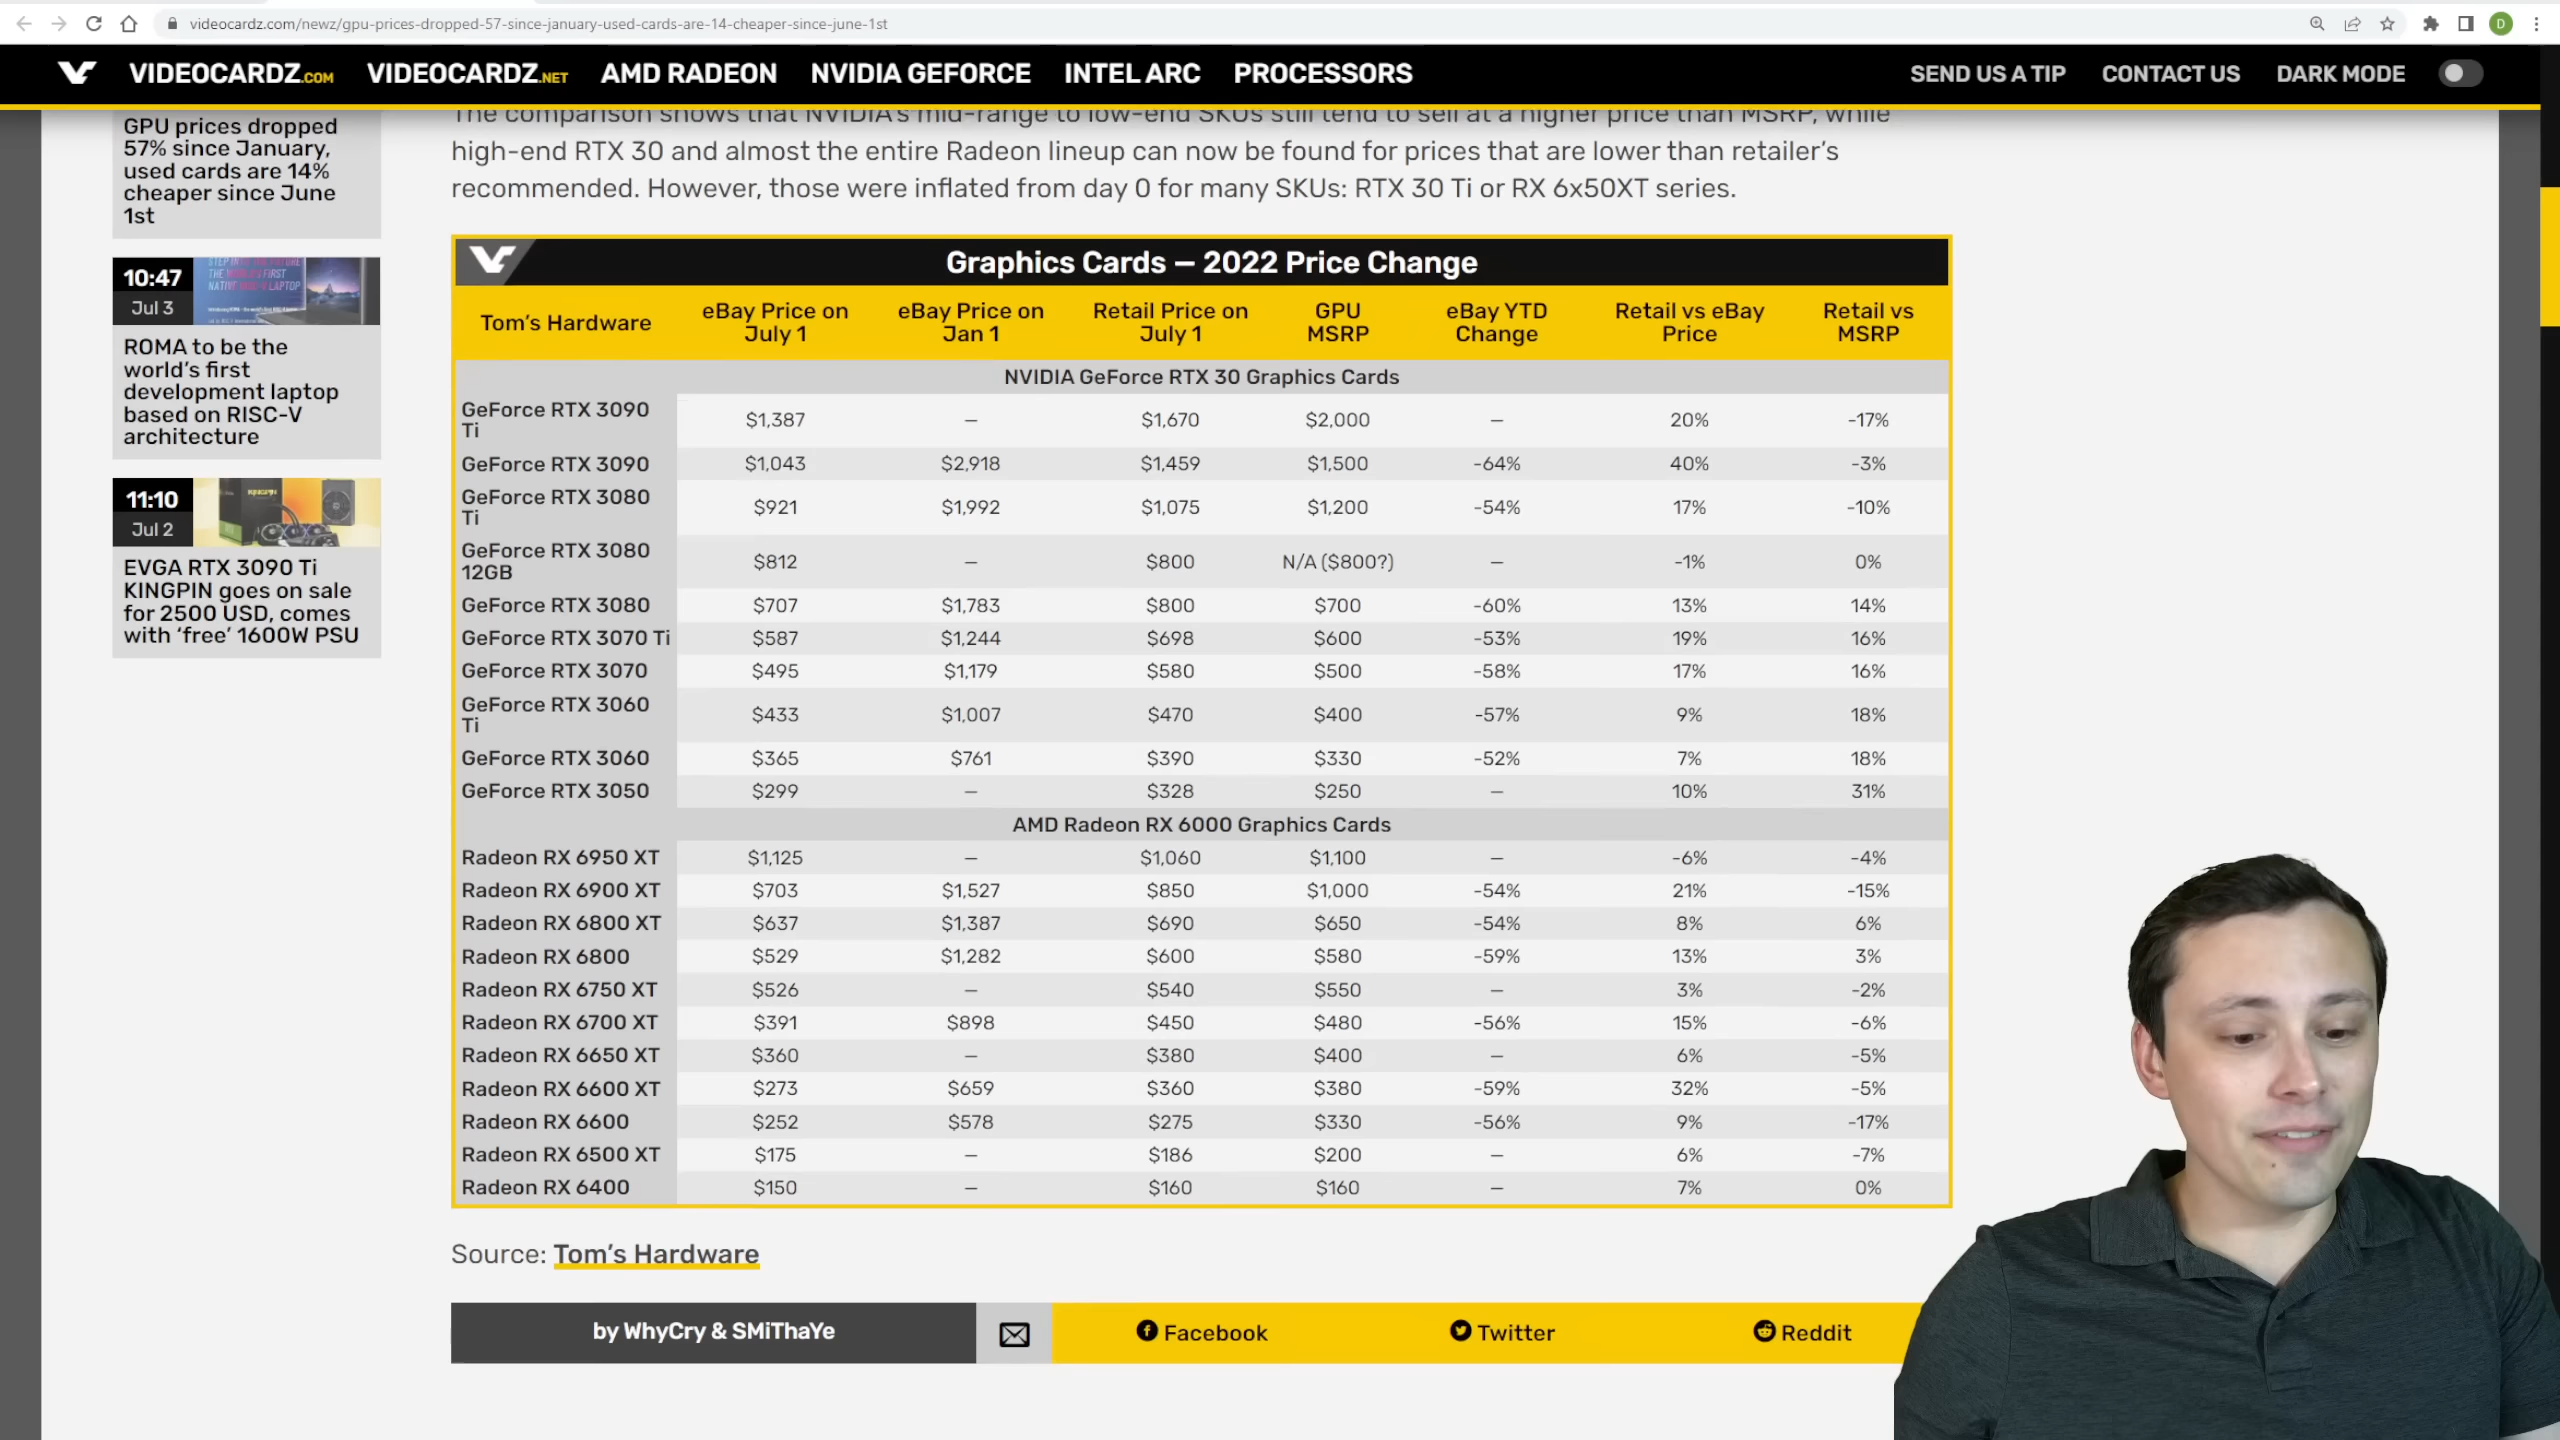 videocardz.com/newz/gpu-prices-dropped-57-since-january-used-cards-are-14-cheaper-since-june-1st
D
VIDEOCARDZ.COM VIDEOCARDZ.NET AMD RADEON NVIDIA GEFORCE INTEL ARC PROCESSORS SEND US A TIP CONTACT US DARK MODE
GPU prices dropped
57% since January,
used cards are 14%
cheaper since June
1st
10:47
Jul 3
ROMA to be the
world's first
development laptop
based on RISC-V
architecture
11:10
Jul 2
EVGA RTX 3090 Ti
KINGPIN goes on sale
for 2500 USD, comes
with 'free' 1600W PSU
The comparison shows that NVIDIA's mid-range to low-end SKUs still tend to sell at a higher price than MSRP, while
high-end RTX 30 and almost the entire Radeon lineup can now be found for prices that are lower than retailer's
recommended. However, those were inflated from day 0 for many SKUs: RTX 30 Ti or RX 6x50XT series.
Graphics Cards – 2022 Price Change
Tom's Hardware eBay Price on July 1 eBay Price on Jan 1 Retail Price on July 1 GPU MSRP eBay YTD Change Retail vs eBay Price Retail vs MSRP
NVIDIA GeForce RTX 30 Graphics Cards
GeForce RTX 3090 Ti $1,387 – $1,670 $2,000 – 20% -17%
GeForce RTX 3090 $1,043 $2,918 $1,459 $1,500 -64% 40% -3%
GeForce RTX 3080 Ti $921 $1,992 $1,075 $1,200 -54% 17% -10%
GeForce RTX 3080 12GB $812 – $800 N/A ($800?) – -1% 0%
GeForce RTX 3080 $707 $1,783 $800 $700 -60% 13% 14%
GeForce RTX 3070 Ti $587 $1,244 $698 $600 -53% 19% 16%
GeForce RTX 3070 $495 $1,179 $580 $500 -58% 17% 16%
GeForce RTX 3060 Ti $433 $1,007 $470 $400 -57% 9% 18%
GeForce RTX 3060 $365 $761 $390 $330 -52% 7% 18%
GeForce RTX 3050 $299 – $328 $250 – 10% 31%
AMD Radeon RX 6000 Graphics Cards
Radeon RX 6950 XT $1,125 – $1,060 $1,100 – -6% -4%
Radeon RX 6900 XT $703 $1,527 $850 $1,000 -54% 21% -15%
Radeon RX 6800 XT $637 $1,387 $690 $650 -54% 8% 6%
Radeon RX 6800 $529 $1,282 $600 $580 -59% 13% 3%
Radeon RX 6750 XT $526 – $540 $550 – 3% -2%
Radeon RX 6700 XT $391 $898 $450 $480 -56% 15% -6%
Radeon RX 6650 XT $360 – $380 $400 – 6% -5%
Radeon RX 6600 XT $273 $659 $360 $380 -59% 32% -5%
Radeon RX 6600 $252 $578 $275 $330 -56% 9% -17%
Radeon RX 6500 XT $175 – $186 $200 – 6% -7%
Radeon RX 6400 $150 – $160 $160 – 7% 0%
Source: Tom's Hardware
by WhyCry & SMiThaYe Facebook Twitter Reddit